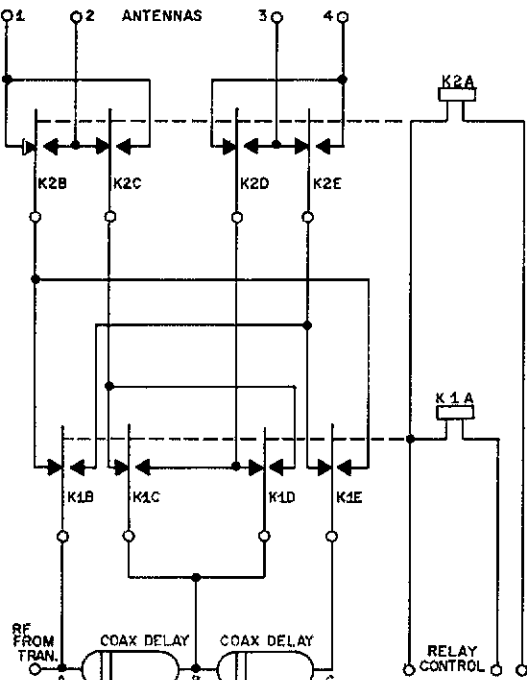 1 2 ANTENNAS 3 4
K2A
K2B K2C K2D K2E
K1A
K1B K1C K1D K1E
RF
FROM
TRAN.
COAX DELAY COAX DELAY
RELAY
CONTROL
A B C